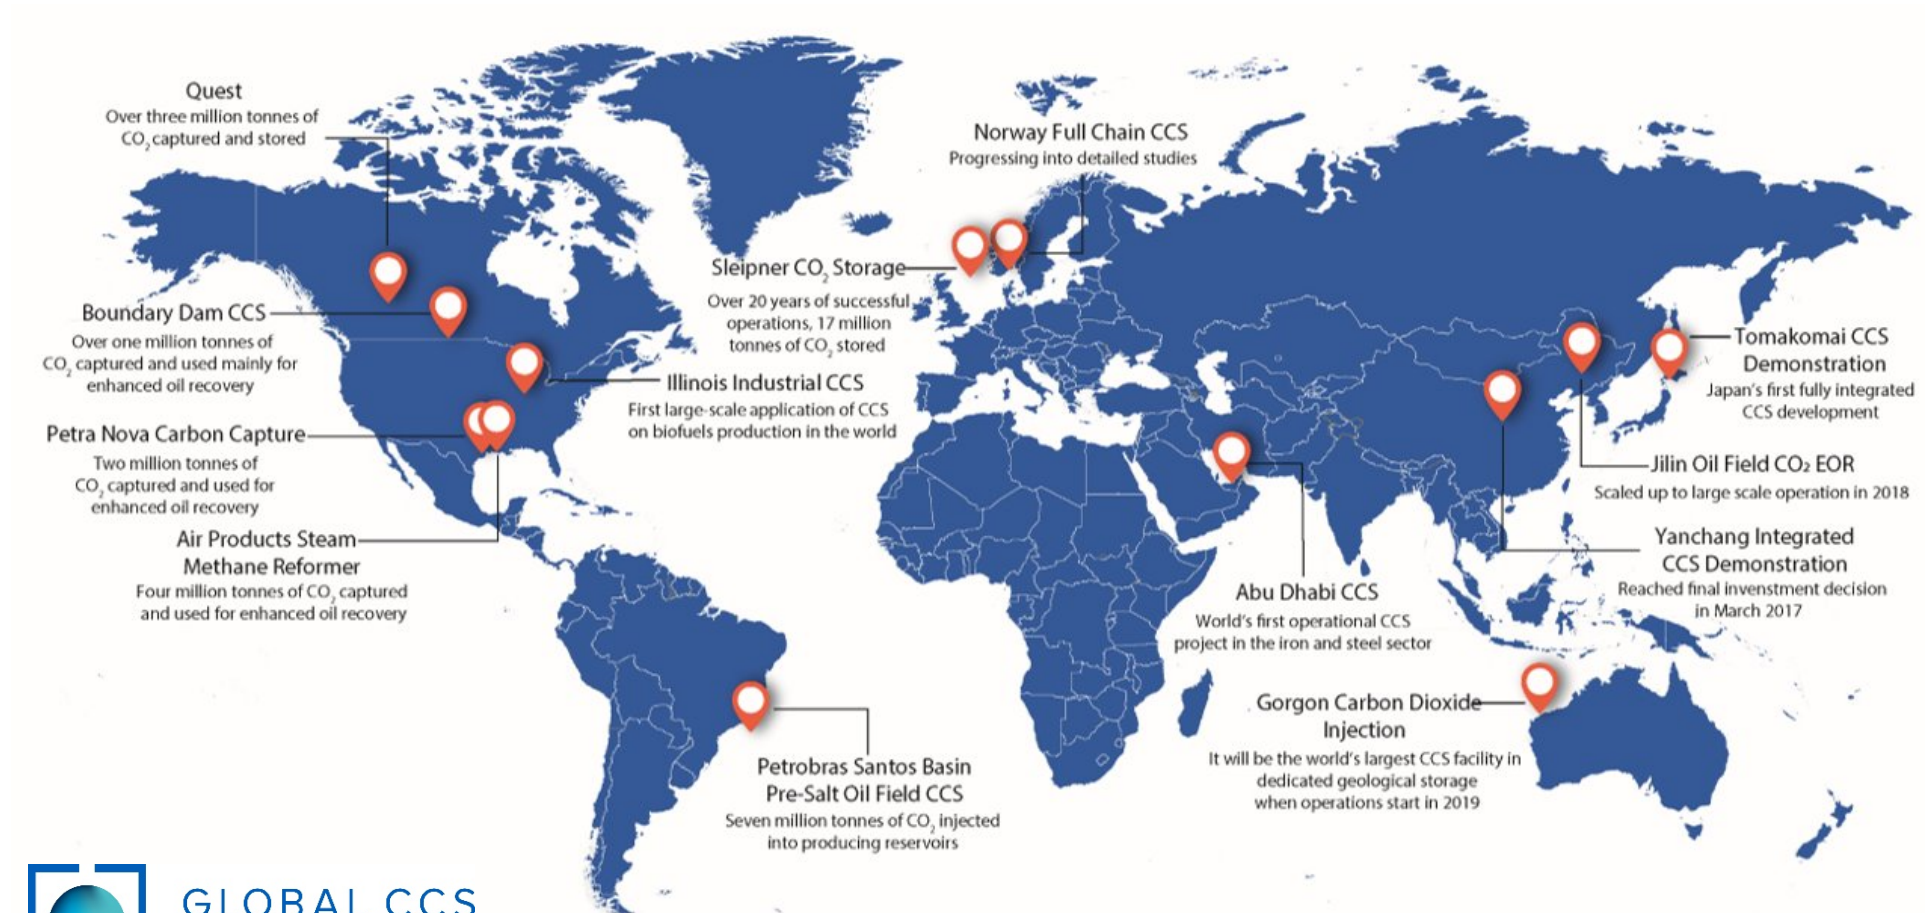 Quest
Over three million tonnes of
CO₂ captured and stored
Boundary Dam CCS
Over one million tonnes of
CO₂ captured and used mainly for
enhanced oil recovery
Petra Nova Carbon Capture
Two million tonnes of
CO₂ captured and used for
enhanced oil recovery
Air Products Steam
Methane Reformer
Four million tonnes of CO₂ captured
and used for enhanced oil recovery
Illinois Industrial CCS
First large-scale application of CCS
on biofuels production in the world
Petrobras Santos Basin
Pre-Salt Oil Field CCS
Seven million tonnes of CO₂ injected
into producing reservoirs
Norway Full Chain CCS
Progressing into detailed studies
Sleipner CO₂ Storage
Over 20 years of successful
operations, 17 million
tonnes of CO₂ stored
Abu Dhabi CCS
World's first operational CCS
project in the iron and steel sector
Tomakomai CCS
Demonstration
Japan's first fully integrated
CCS development
Jilin Oil Field CO₂ EOR
Scaled up to large scale operation in 2018
Yanchang Integrated
CCS Demonstration
Reached final invenstment decision
in March 2017
Gorgon Carbon Dioxide
Injection
It will be the world's largest CCS facility in
dedicated geological storage
when operations start in 2019
GLOBAL CCS